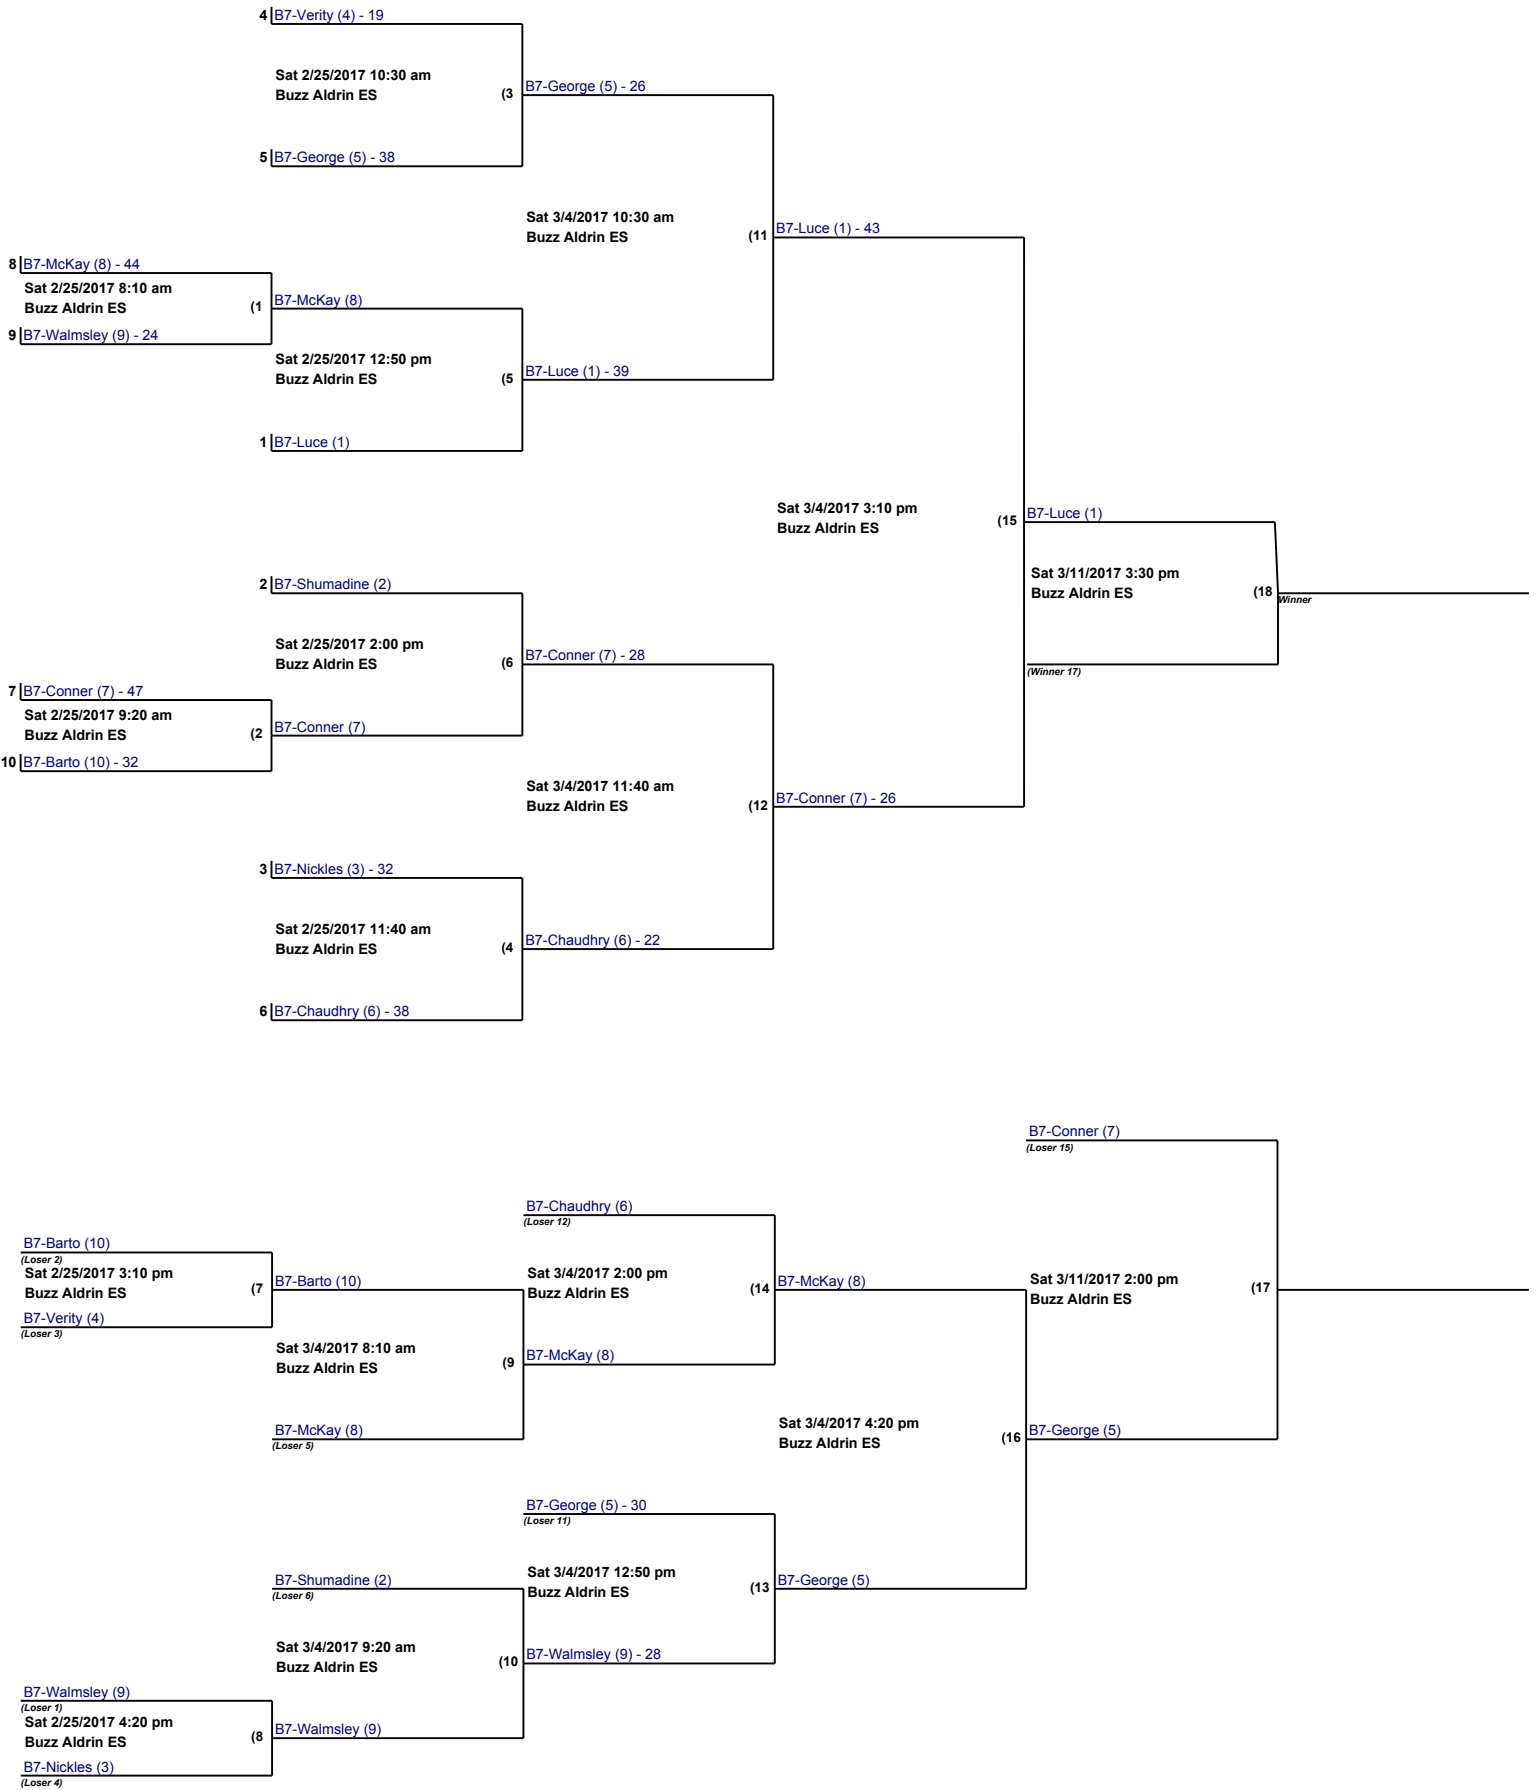 4 B7-Verity (4) - 19
Sat 2/25/2017 10:30 am
Buzz Aldrin ES
(3 B7-George (5) - 26
5 B7-George (5) - 38
Sat 3/4/2017 10:30 am
Buzz Aldrin ES
(11 B7-Luce (1) - 43
8 B7-McKay (8) - 44
Sat 2/25/2017 8:10 am
Buzz Aldrin ES
(1 B7-McKay (8)
9 B7-Walmsley (9) - 24
Sat 2/25/2017 12:50 pm
Buzz Aldrin ES
(5 B7-Luce (1) - 39
1 B7-Luce (1)
Sat 3/4/2017 3:10 pm
Buzz Aldrin ES
(15 B7-Luce (1)
Sat 3/11/2017 3:30 pm
Buzz Aldrin ES
(18 Winner
(Winner 17)
2 B7-Shumadine (2)
Sat 2/25/2017 2:00 pm
Buzz Aldrin ES
(6 B7-Conner (7) - 28
7 B7-Conner (7) - 47
Sat 2/25/2017 9:20 am
Buzz Aldrin ES
(2 B7-Conner (7)
10 B7-Barto (10) - 32
Sat 3/4/2017 11:40 am
Buzz Aldrin ES
(12 B7-Conner (7) - 26
3 B7-Nickles (3) - 32
Sat 2/25/2017 11:40 am
Buzz Aldrin ES
(4 B7-Chaudhry (6) - 22
6 B7-Chaudhry (6) - 38
B7-Conner (7)
(Loser 15)
B7-Chaudhry (6)
(Loser 12)
B7-Barto (10)
(Loser 2)
Sat 2/25/2017 3:10 pm
Buzz Aldrin ES
(7 B7-Barto (10)
B7-Verity (4)
(Loser 3)
Sat 3/4/2017 2:00 pm
Buzz Aldrin ES
(14 B7-McKay (8)
Sat 3/11/2017 2:00 pm
Buzz Aldrin ES
(17
Sat 3/4/2017 8:10 am
Buzz Aldrin ES
(9 B7-McKay (8)
B7-McKay (8)
(Loser 5)
Sat 3/4/2017 4:20 pm
Buzz Aldrin ES
(16 B7-George (5)
B7-George (5) - 30
(Loser 11)
B7-Shumadine (2)
(Loser 6)
Sat 3/4/2017 12:50 pm
Buzz Aldrin ES
(13 B7-George (5)
Sat 3/4/2017 9:20 am
Buzz Aldrin ES
(10 B7-Walmsley (9) - 28
B7-Walmsley (9)
(Loser 1)
Sat 2/25/2017 4:20 pm
Buzz Aldrin ES
(8 B7-Walmsley (9)
B7-Nickles (3)
(Loser 4)